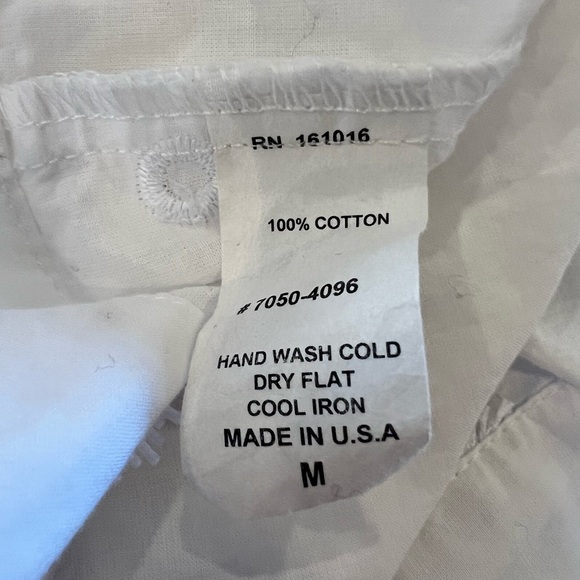 RN 161016
100% COTTON
# 7050-4096
HAND WASH COLD
DRY FLAT
COOL IRON
MADE IN U.S.A
M